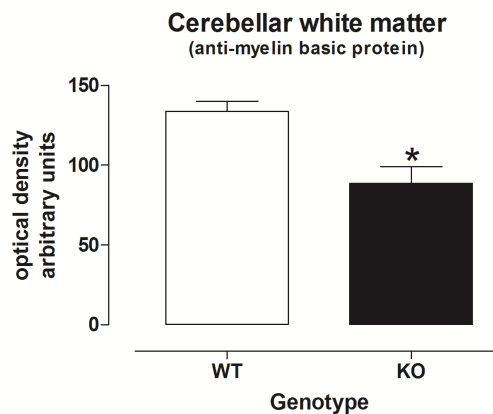 Cerebellar white matter
(anti-myelin basic protein)
optical density
arbitrary units
150
100
50
0
*
WT
KO
Genotype